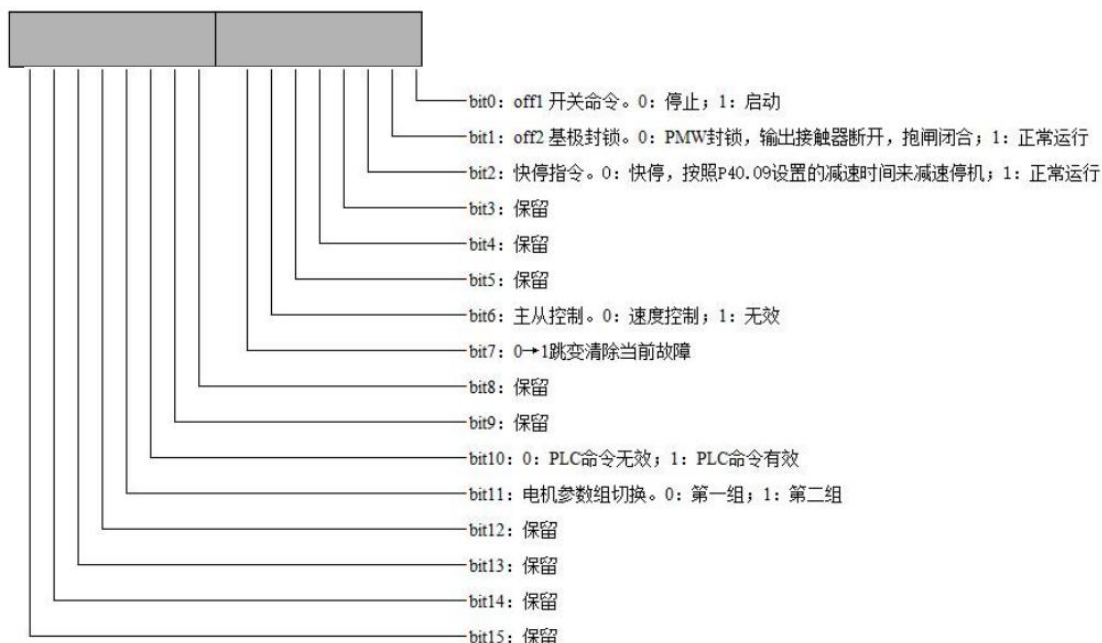 bit0：off1 开关命令。0：停止；1：启动
bit1：off2 基极封锁。0：PMW封锁，输出接触器断开，抱闸闭合；1：正常运行
bit2：快停指令。0：快停，按照P40.09设置的减速时间来减速停机；1：正常运行
bit3：保留
bit4：保留
bit5：保留
bit6：主从控制。0：速度控制；1：无效
bit7：0→1跳变清除当前故障
bit8：保留
bit9：保留
bit10：0：PLC命令无效；1：PLC命令有效
bit11：电机参数组切换。0：第一组；1：第二组
bit12：保留
bit13：保留
bit14：保留
bit15：保留